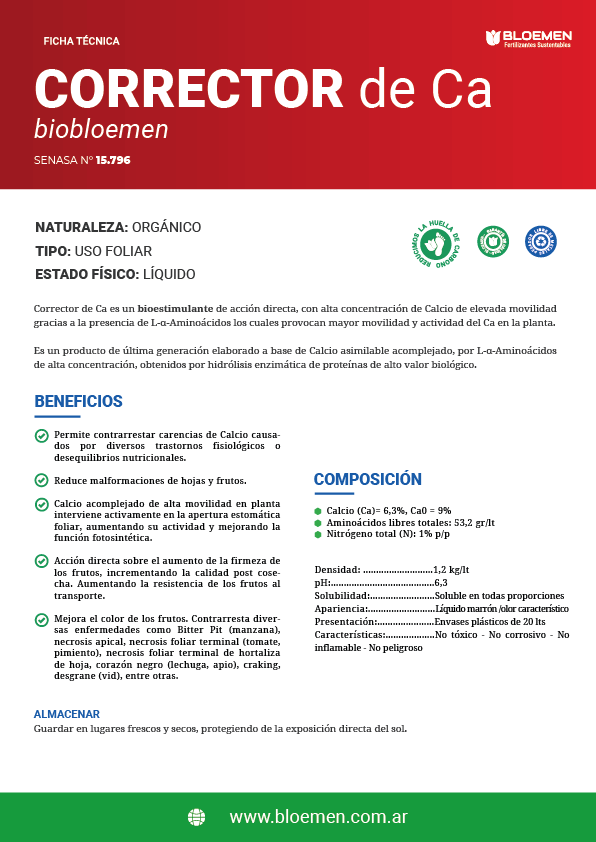 FICHA TÉCNICA
BLOEMEN
Fertilizantes Sustentables
CORRECTOR de Ca
biobloemen
SENASA Nº 15.796
NATURALEZA: ORGÁNICO
TIPO: USO FOLIAR
ESTADO FÍSICO: LÍQUIDO
REDUCIMOS LA HUELLA DE CARBONO
Corrector de Ca es un bioestimulante de acción directa, con alta concentración de Calcio de elevada movilidad
gracias a la presencia de L-α-Aminoácidos los cuales provocan mayor movilidad y actividad del Ca en la planta.
Es un producto de última generación elaborado a base de Calcio asimilable acomplejado, por L-α-Aminoácidos
de alta concentración, obtenidos por hidrólisis enzimática de proteínas de alto valor biológico.
BENEFICIOS
Permite contrarrestar carencias de Calcio causa-
dos por diversos trastornos fisiológicos o
desequilibrios nutricionales.
Reduce malformaciones de hojas y frutos.
Calcio acomplejado de alta movilidad en planta
interviene activamente en la apertura estomática
foliar, aumentando su actividad y mejorando la
función fotosintética.
Acción directa sobre el aumento de la firmeza de
los frutos, incrementando la calidad post cose-
cha. Aumentando la resistencia de los frutos al
transporte.
Mejora el color de los frutos. Contrarresta diver-
sas enfermedades como Bitter Pit (manzana),
necrosis apical, necrosis foliar terminal (tomate,
pimiento), necrosis foliar terminal de hortaliza
de hoja, corazón negro (lechuga, apio), craking,
desgrane (vid), entre otras.
COMPOSICIÓN
Calcio (Ca)= 6,3%, Ca0 = 9%
Aminoácidos libres totales: 53,2 gr/lt
Nitrógeno total (N): 1% p/p
Densidad: ...........................1,2 kg/lt
pH:........................................6,3
Solubilidad:.........................Soluble en todas proporciones
Apariencia:..........................Líquido marrón /olor característico
Presentación:......................Envases plásticos de 20 lts
Características:...................No tóxico - No corrosivo - No
inflamable - No peligroso
ALMACENAR
Guardar en lugares frescos y secos, protegiendo de la exposición directa del sol.
www.bloemen.com.ar